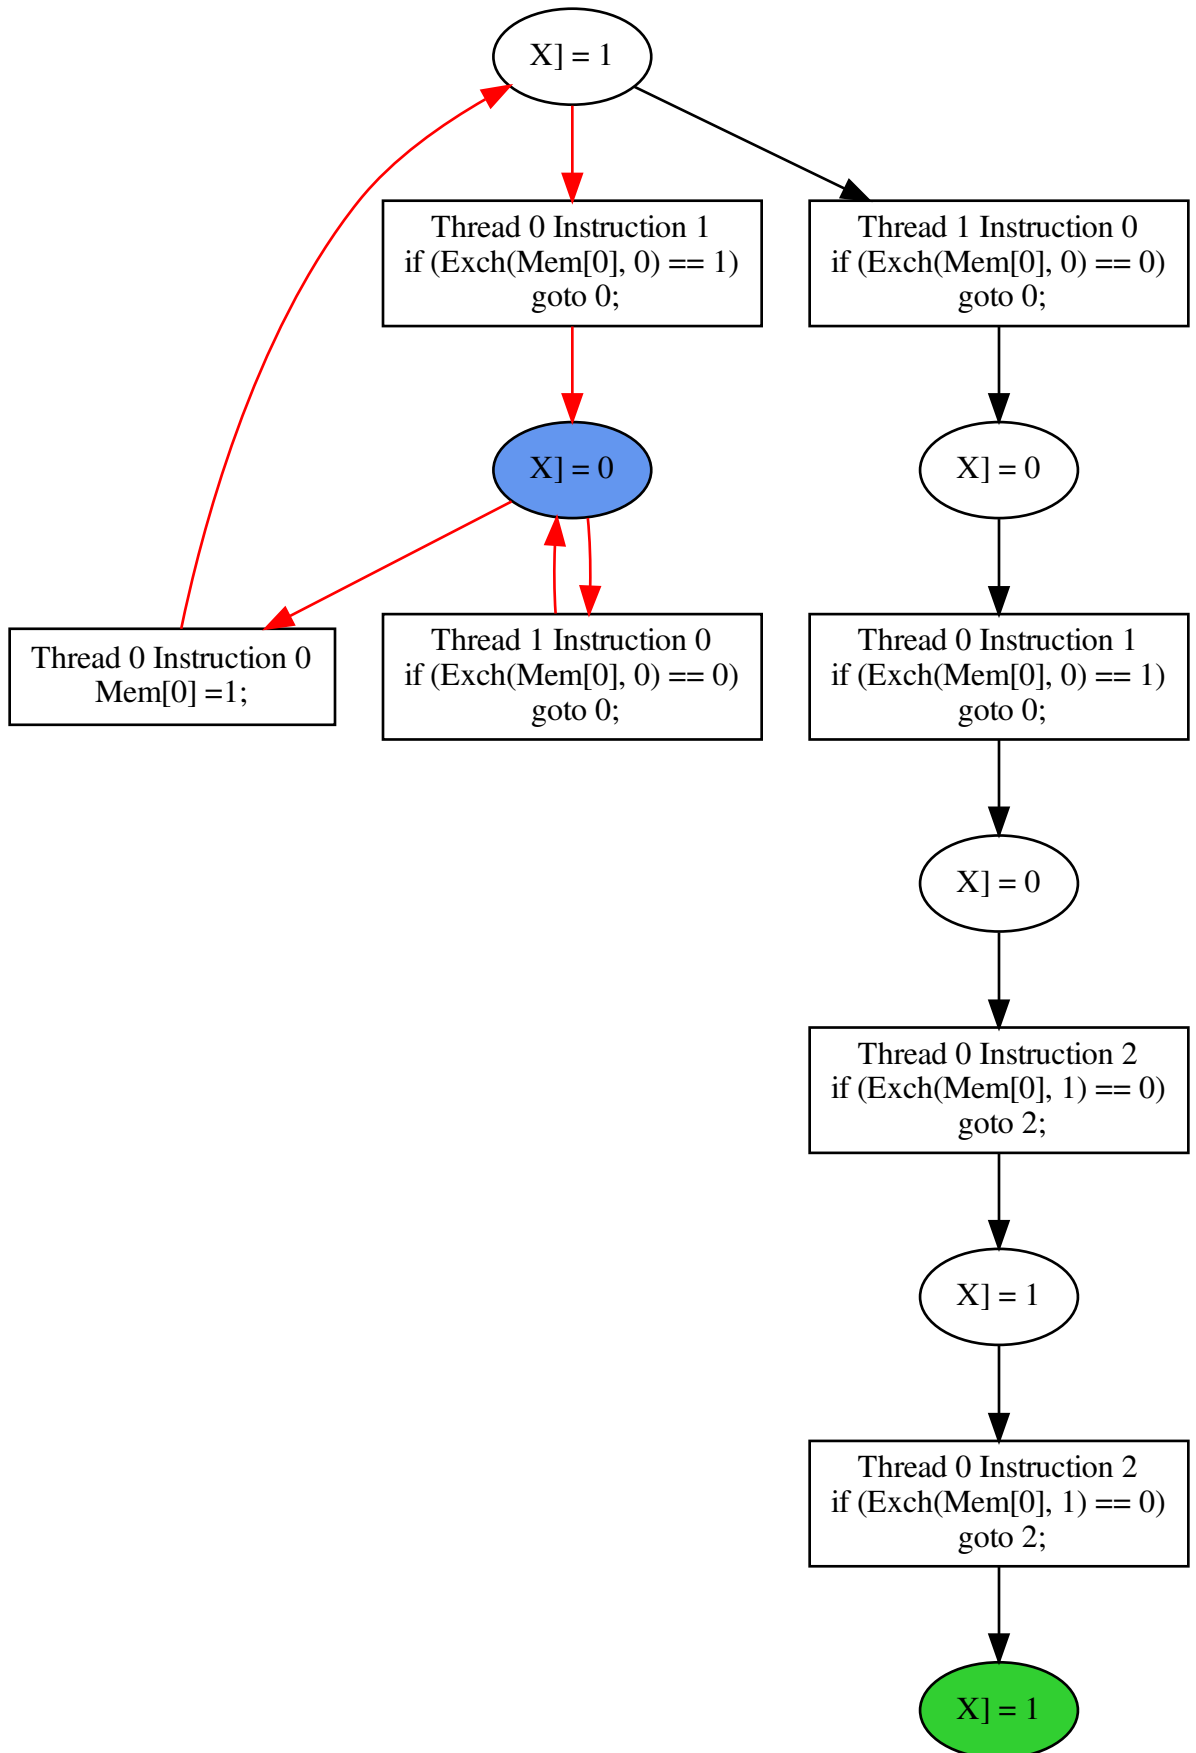 X] = 1
Thread 0 Instruction 1
if (Exch(Mem[0], 0) == 1)
goto 0;
Thread 1 Instruction 0
if (Exch(Mem[0], 0) == 0)
goto 0;
X] = 0
X] = 0
Thread 0 Instruction 0
Mem[0] =1;
Thread 1 Instruction 0
if (Exch(Mem[0], 0) == 0)
goto 0;
Thread 0 Instruction 1
if (Exch(Mem[0], 0) == 1)
goto 0;
X] = 0
Thread 0 Instruction 2
if (Exch(Mem[0], 1) == 0)
goto 2;
X] = 1
Thread 0 Instruction 2
if (Exch(Mem[0], 1) == 0)
goto 2;
X] = 1